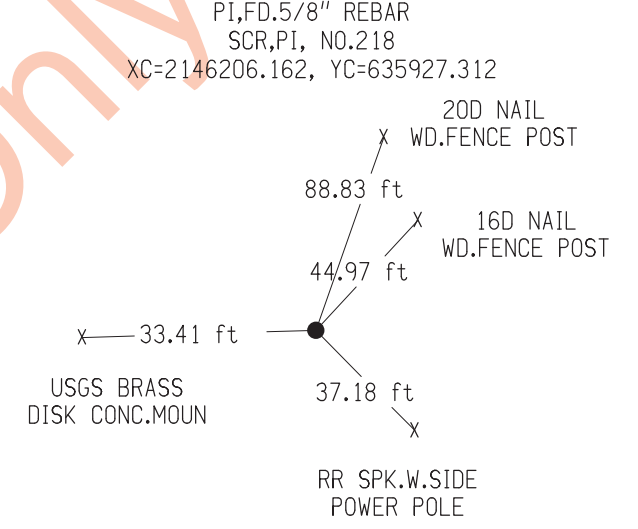 PI,FD.5/8" REBAR
SCR,PI, NO.218
XC=2146206.162, YC=635927.312
20D NAIL
WD.FENCE POST
88.83 ft
16D NAIL
WD.FENCE POST
44.97 ft
33.41 ft
USGS BRASS
DISK CONC.MOUN
37.18 ft
RR SPK.W.SIDE
POWER POLE
only